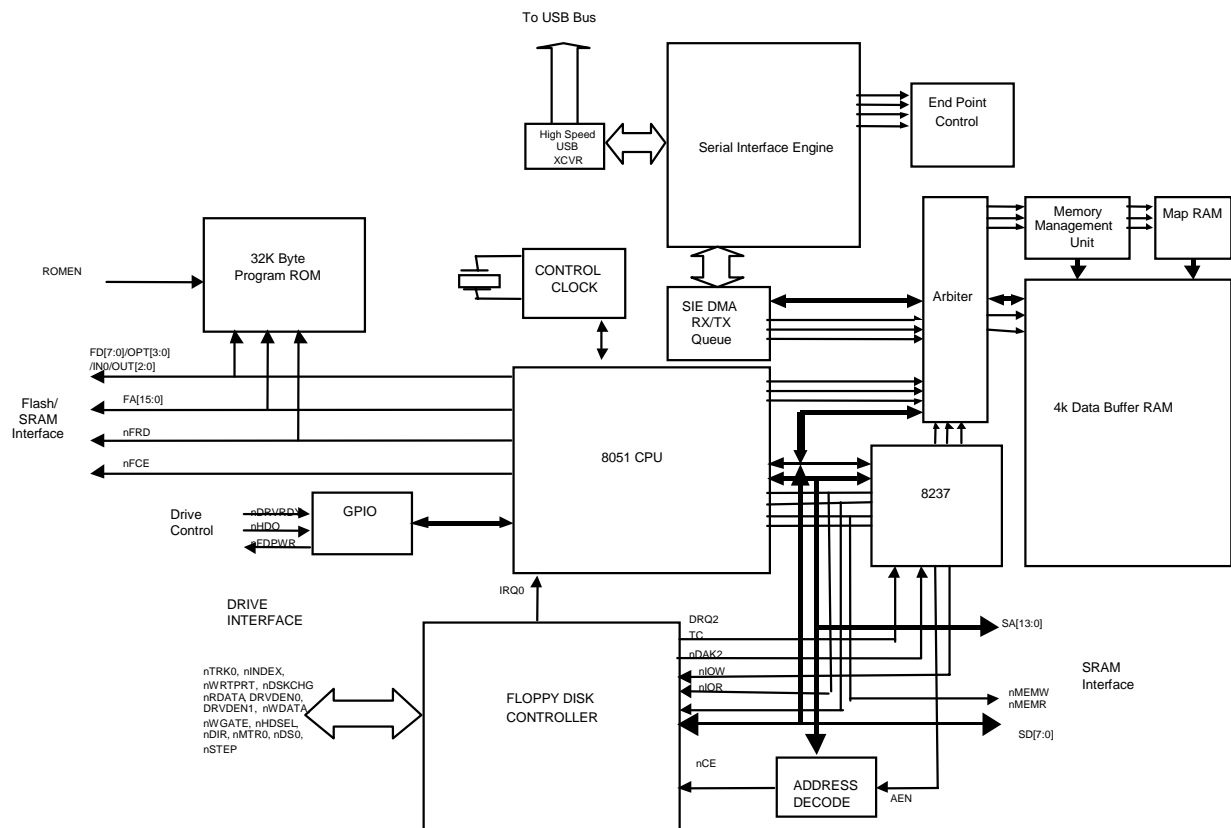 To USB Bus
High Speed
USB
XCVR
Serial Interface Engine
End Point
Control
ROMEN
32K Byte
Program ROM
CONTROL
CLOCK
SIE DMA
RX/TX
Queue
Arbiter
Memory
Management
Unit
Map RAM
4k Data Buffer RAM
FD[7:0]/OPT[3:0]
/IN0/OUT[2:0]
Flash/
SRAM
Interface
FA[15:0]
nFRD
nFCE
8051 CPU
8237
Drive
Control
nDRVRDY
nHDO
nFDPWR
GPIO
IRQ0
DRIVE
INTERFACE
nTRK0, nINDEX,
nWRTPRT, nDSKCHG
nRDATA, DRVDEN0,
DRVDEN1, nWDATA,
nWGATE, nHDSEL,
nDIR, nMTR0, nDS0,
nSTEP
FLOPPY DISK
CONTROLLER
DRQ2
TC
nDAK2
nIOW
nIOR
nCE
ADDRESS
DECODE
AEN
SA[13:0]
SRAM
Interface
nMEMW
nMEMR
SD[7:0]